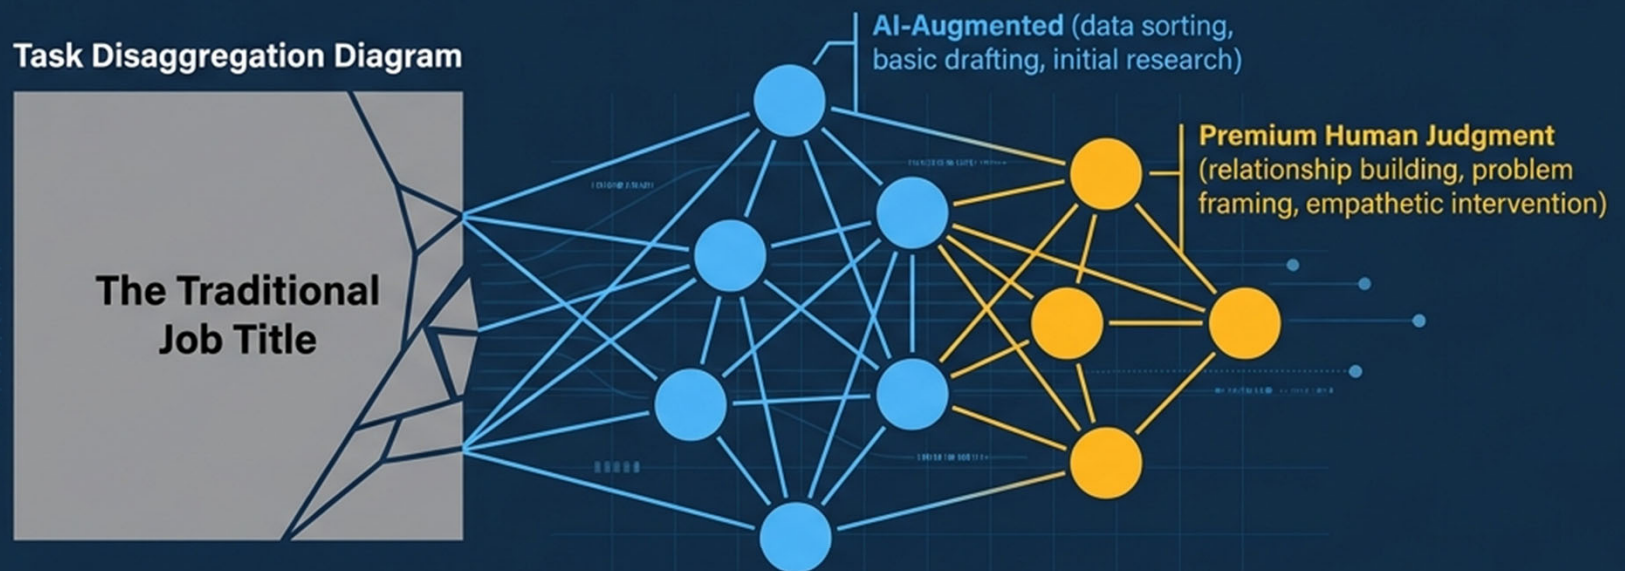 Task Disaggregation Diagram
The Traditional
Job Title
AI-Augmented (data sorting,
basic drafting, initial research)
Premium Human Judgment
(relationship building, problem
framing, empathetic intervention)